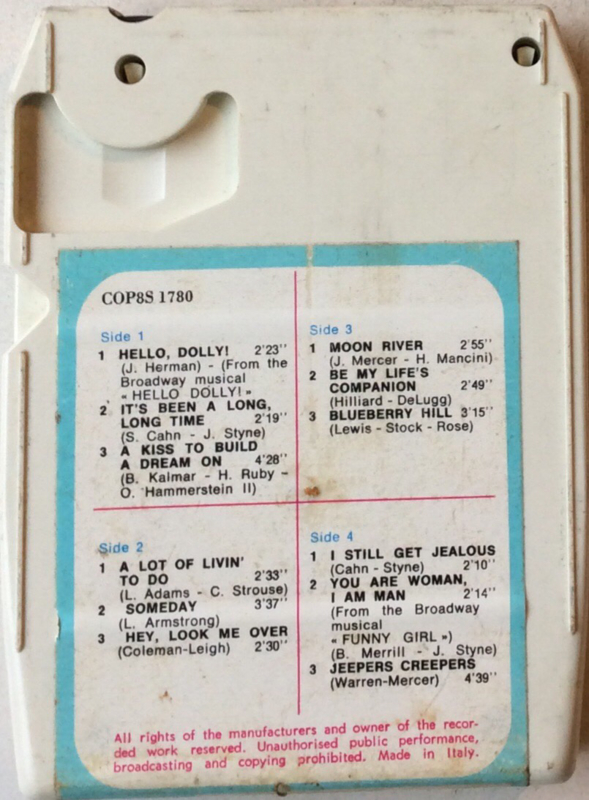 COP8S 1780
Side 1
1 HELLO, DOLLY! 2'23''
(J. Herman) - (From the
Broadway musical
« HELLO DOLLY! »
2 IT'S BEEN A LONG,
LONG TIME 2'19''
(S. Cahn - J. Styne)
3 A KISS TO BUILD
A DREAM ON 4'28''
(B. Kalmar - H. Ruby -
O. Hammerstein II)
Side 2
1 A LOT OF LIVIN'
TO DO 2'33''
(L. Adams - C. Strouse)
2 SOMEDAY 3'37''
(L. Armstrong)
3 HEY, LOOK ME OVER
(Coleman-Leigh) 2'30''
Side 3
1 MOON RIVER 2'55''
(J. Mercer - H. Mancini)
2 BE MY LIFE'S
COMPANION 2'49''
(Hilliard - DeLugg)
3 BLUEBERRY HILL 3'15''
(Lewis - Stock - Rose)
Side 4
1 I STILL GET JEALOUS
(Cahn - Styne) 2'10''
2 YOU ARE WOMAN,
I AM MAN 2'14''
(From the Broadway
musical
« FUNNY GIRL »)
(B. Merrill - J. Styne)
3 JEEPERS CREEPERS
(Warren-Mercer) 4'39''
All rights of the manufacturers and owner of the recor-
ded work reserved. Unauthorised public performance,
broadcasting and copying prohibited. Made in Italy.